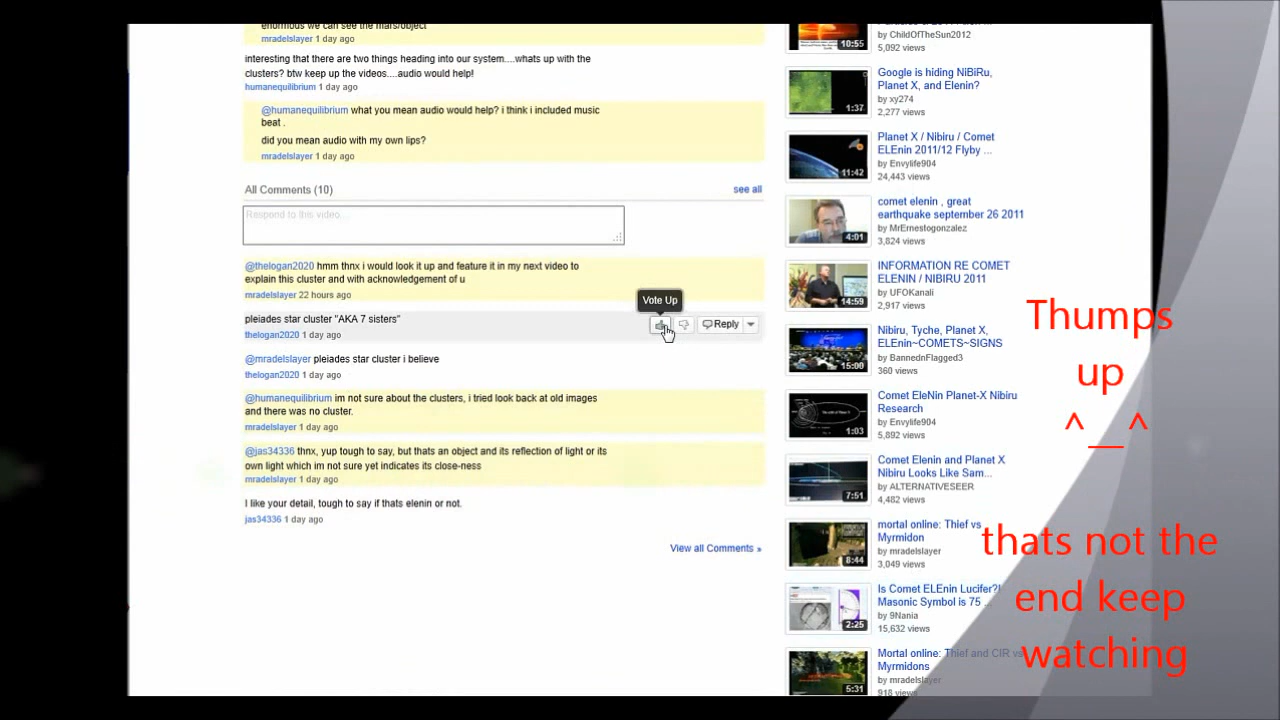 enormous we can see the mars/object
mradelslayer 1 day ago
interesting that there are two things heading into our system....whats up with the
clusters? btw keep up the videos....audio would help!
humanequilibrium 1 day ago
@humanequilibrium what you mean audio would help? i think i included music
beat .
did you mean audio with my own lips?
mradelslayer 1 day ago
All Comments (10)
see all
Respond to this video...
@thelogan2020 hmm thnx i would look it up and feature it in my next video to
explain this cluster and with acknowledgement of u
mradelslayer 22 hours ago
Vote Up
pleiades star cluster "AKA 7 sisters"
Reply
thelogan2020 1 day ago
@mradelslayer pleiades star cluster i believe
thelogan2020 1 day ago
@humanequilibrium im not sure about the clusters, i tried look back at old images
and there was no cluster.
mradelslayer 1 day ago
@jas34336 thnx, yup tough to say, but thats an object and its reflection of light or its
own light which im not sure yet indicates its close-ness
mradelslayer 1 day ago
I like your detail, tough to say if thats elenin or not.
jas34336 1 day ago
View all Comments »
10:55
by ChildOfTheSun2012
5,092 views
Google is hiding NIBiRu,
Planet X, and Elenin?
1:37
by xy274
2,277 views
Planet X / Nibiru / Comet
ELEnin 2011/12 Flyby ...
11:42
by Envylife904
24,443 views
comet elenin , great
earthquake september 26 2011
4:01
by MrErnestogonzalez
3,824 views
INFORMATION RE COMET
ELENIN / NIBIRU 2011
14:59
by UFOKanali
2,917 views
Nibiru, Tyche, Planet X,
ELEnin~COMETS~SIGNS
15:00
by BannednFlagged3
360 views
Comet EleNin Planet-X Nibiru
Research
1:03
by Envylife904
5,892 views
Comet Elenin and Planet X
Nibiru Looks Like Sam...
7:51
by ALTERNATIVESEER
4,482 views
mortal online: Thief vs
Myrmidon
8:44
by mradelslayer
3,049 views
Is Comet ELEnin Lucifer?!
Masonic Symbol is 75 ...
2:25
by 9Nania
15,632 views
Mortal online: Thief and CIR vs
Myrmidons
5:31
by mradelslayer
918 views
Thumps
up
^__^
thats not the
end keep
watching